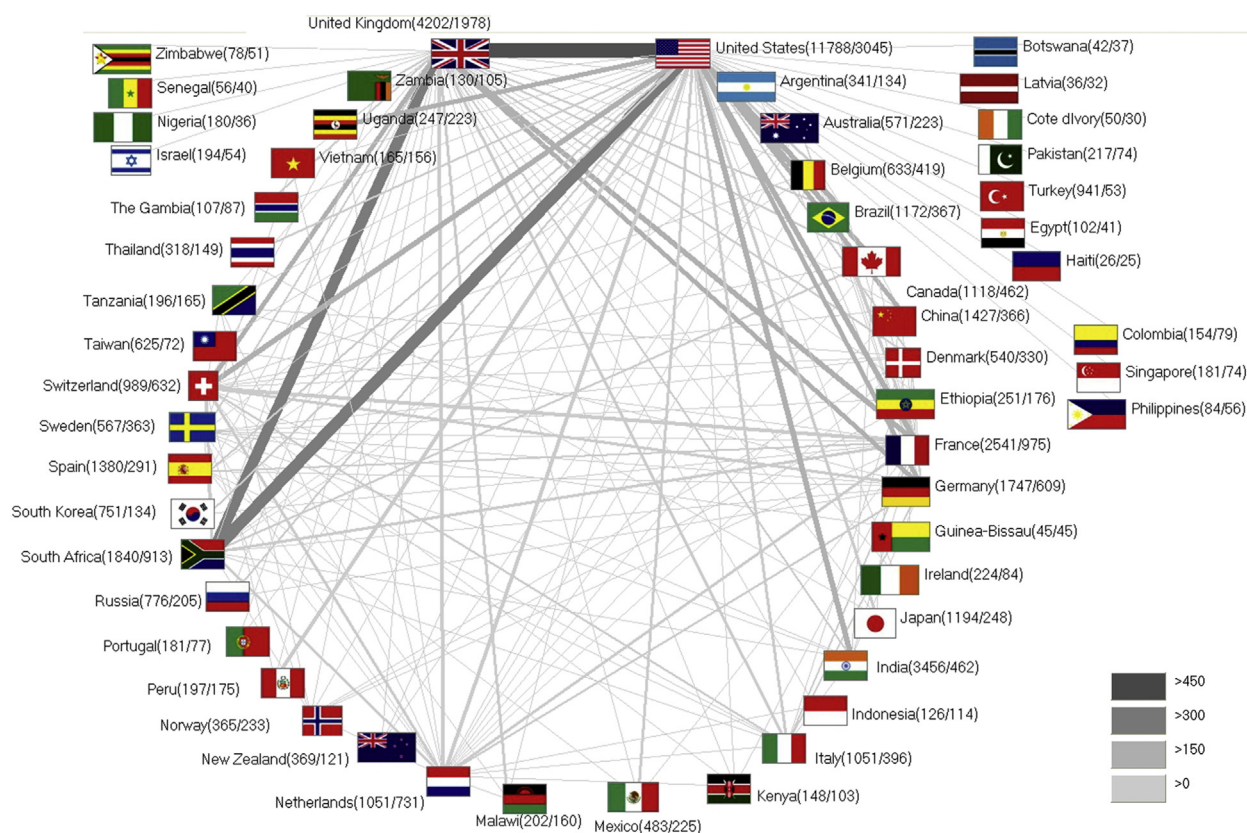 United Kingdom(4202/1978)
Zimbabwe(78/51)
United States(11788/3045)
Botswana(42/37)
Senegal(56/40)
Zambia(130/105)
Argentina(341/134)
Latvia(36/32)
Nigeria(180/36)
Uganda(247/223)
Australia(571/223)
Cote dIvory(50/30)
Israel(194/54)
Vietnam(165/156)
Belgium(633/419)
Pakistan(217/74)
The Gambia(107/87)
Brazil(1172/367)
Turkey(941/53)
Egypt(102/41)
Thailand(318/149)
Haiti(26/25)
Tanzania(196/165)
Canada(1118/462)
China(1427/366)
Colombia(154/79)
Taiwan(625/72)
Denmark(540/330)
Singapore(181/74)
Switzerland(989/632)
Ethiopia(251/176)
Philippines(84/56)
Sweden(567/363)
France(2541/975)
Spain(1380/291)
Germany(1747/609)
South Korea(751/134)
Guinea-Bissau(45/45)
South Africa(1840/913)
Ireland(224/84)
Russia(776/205)
Japan(1194/248)
Portugal(181/77)
India(3456/462)
Peru(197/175)
Indonesia(126/114)
Norway(365/233)
New Zealand(369/121)
Italy(1051/396)
Netherlands(1051/731)
Kenya(148/103)
Malawi(202/160)
Mexico(483/225)
>450
>300
>150
>0